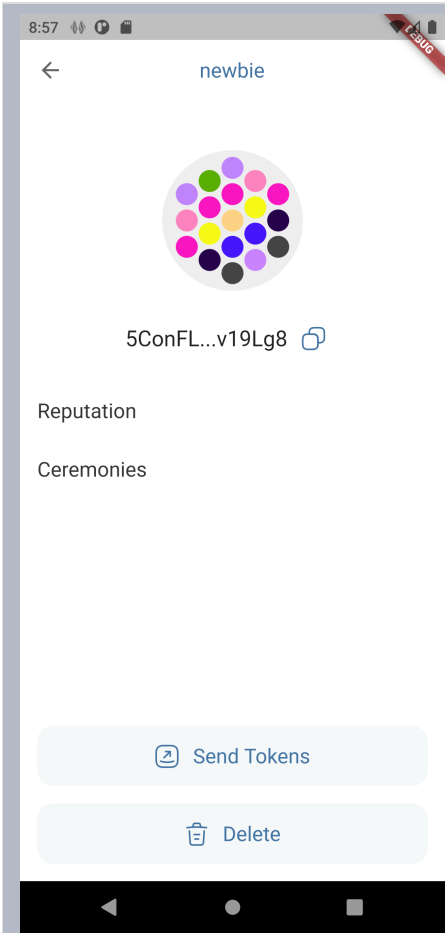 8:57
DEBUG
newbie
5ConFL...v19Lg8
Reputation
Ceremonies
Send Tokens
Delete